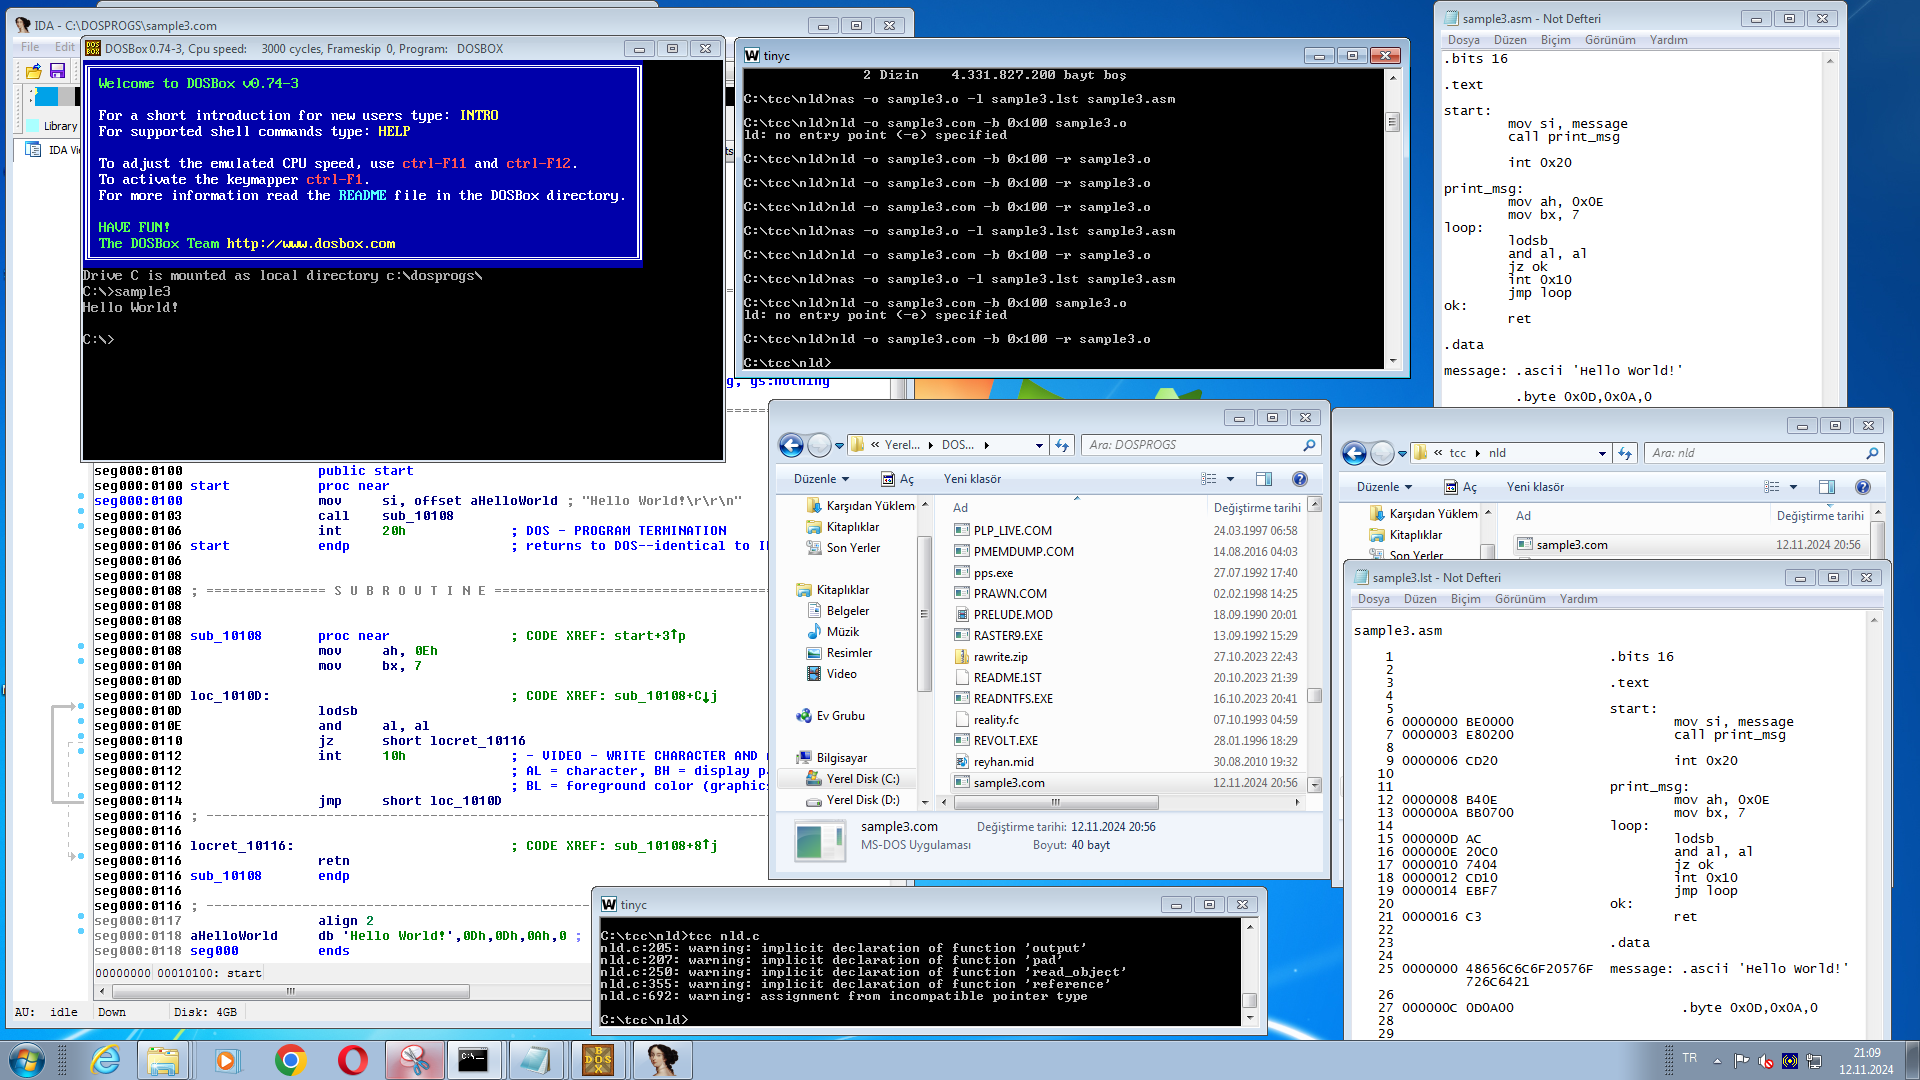 IDA - C:\DOSPROGS\sample3.com
File Edit
Library
IDA Vi
DOSBox 0.74-3, Cpu speed: 3000 cycles, Frameskip 0, Program: DOSBOX
Welcome to DOSBox v0.74-3
For a short introduction for new users type: INTRO
For supported shell commands type: HELP
To adjust the emulated CPU speed, use ctrl-F11 and ctrl-F12.
To activate the keymapper ctrl-F1.
For more information read the README file in the DOSBox directory.
HAVE FUN!
The DOSBox Team http://www.dosbox.com
Drive C is mounted as local directory c:\dosprogs\
C:\>sample3
Hello World!
C:\>
g, gs:nothing
seg000:0100 public start
seg000:0100 start proc near
seg000:0100 mov si, offset aHelloWorld ; "Hello World!\r\r\n"
seg000:0103 call sub_10108
seg000:0106 int 20h ; DOS - PROGRAM TERMINATION
seg000:0106 start endp ; returns to DOS--identical to I
seg000:0106
seg000:0108
seg000:0108 ; =============== S U B R O U T I N E =======================================
seg000:0108
seg000:0108
seg000:0108 sub_10108 proc near ; CODE XREF: start+3↑p
seg000:0108 mov ah, 0Eh
seg000:010A mov bx, 7
seg000:010D
seg000:010D loc_1010D: ; CODE XREF: sub_10108+C↓j
seg000:010D lodsb
seg000:010E and al, al
seg000:0110 jz short locret_10116
seg000:0112 int 10h ; - VIDEO - WRITE CHARACTER AND
seg000:0112 ; AL = character, BH = display p
seg000:0112 ; BL = foreground color (graphics
seg000:0114 jmp short loc_1010D
seg000:0116 ; ---------------------------------------------------------------------------
seg000:0116
seg000:0116 locret_10116: ; CODE XREF: sub_10108+8↑j
seg000:0116 retn
seg000:0116 sub_10108 endp
seg000:0116
seg000:0116 ; ---------------------------------------------------------------------------
seg000:0117 align 2
seg000:0118 aHelloWorld db 'Hello World!',0Dh,0Dh,0Ah,0 ;
seg000:0118 seg000 ends
00000000 00010100: start
AU: idle Down Disk: 4GB
tinyc
2 Dizin 4.331.827.200 bayt boş
C:\tcc\nld>nas -o sample3.o -l sample3.lst sample3.asm
C:\tcc\nld>nld -o sample3.com -b 0x100 sample3.o
ld: no entry point (-e) specified
C:\tcc\nld>nld -o sample3.com -b 0x100 -r sample3.o
C:\tcc\nld>nld -o sample3.com -b 0x100 -r sample3.o
C:\tcc\nld>nld -o sample3.com -b 0x100 -r sample3.o
C:\tcc\nld>nas -o sample3.o -l sample3.lst sample3.asm
C:\tcc\nld>nld -o sample3.com -b 0x100 -r sample3.o
C:\tcc\nld>nas -o sample3.o -l sample3.lst sample3.asm
C:\tcc\nld>nld -o sample3.com -b 0x100 sample3.o
ld: no entry point (-e) specified
C:\tcc\nld>nld -o sample3.com -b 0x100 -r sample3.o
C:\tcc\nld>
sample3.asm - Not Defteri
Dosya Düzen Biçim Görünüm Yardım
.bits 16
.text
start:
mov si, message
call print_msg
int 0x20
print_msg:
mov ah, 0x0E
mov bx, 7
loop:
lodsb
and al, al
jz ok
int 0x10
jmp loop
ok:
ret
.data
message: .ascii 'Hello World!'
.byte 0x0D,0x0A,0
« Yerel... DOS... Ara: DOSPROGS
Düzenle Aç Yeni klasör
Karşıdan Yüklem
Kitaplıklar
Son Yerler
Kitaplıklar
Belgeler
Müzik
Resimler
Video
Ev Grubu
Bilgisayar
Yerel Disk (C:)
Yerel Disk (D:)
Ad Değiştirme tarihi
PLP_LIVE.COM 24.03.1997 06:58
PMEMDUMP.COM 14.08.2016 04:03
pps.exe 27.07.1992 17:40
PRAWN.COM 02.02.1998 14:25
PRELUDE.MOD 18.09.1990 20:01
RASTER9.EXE 13.09.1992 15:29
rawrite.zip 27.10.2023 22:43
README.1ST 20.10.2023 21:39
READNTFS.EXE 16.10.2023 20:41
reality.fc 07.10.1993 04:59
REVOLT.EXE 28.01.1996 18:29
reyhan.mid 30.08.2010 19:32
sample3.com 12.11.2024 20:56
sample3.com Değiştirme tarihi: 12.11.2024 20:56
MS-DOS Uygulaması Boyut: 40 bayt
« tcc nld Ara: nld
Düzenle Aç Yeni klasör
Karşıdan Yüklem
Kitaplıklar
Son Yerler
Ad Değiştirme tarihi
sample3.com 12.11.2024 20:56
sample3.lst - Not Defteri
Dosya Düzen Biçim Görünüm Yardım
sample3.asm
1 .bits 16
2
3 .text
4
5 start:
6 0000000 BE0000 mov si, message
7 0000003 E80200 call print_msg
8
9 0000006 CD20 int 0x20
10
11 print_msg:
12 0000008 B40E mov ah, 0x0E
13 000000A BB0700 mov bx, 7
14 loop:
15 000000D AC lodsb
16 000000E 20C0 and al, al
17 0000010 7404 jz ok
18 0000012 CD10 int 0x10
19 0000014 EBF7 jmp loop
20 ok:
21 0000016 C3 ret
22
23 .data
24
25 0000000 48656C6C6F20576F message: .ascii 'Hello World!'
726C6421
26
27 000000C 0D0A00 .byte 0x0D,0x0A,0
28
29
tinyc
C:\tcc\nld>tcc nld.c
nld.c:205: warning: implicit declaration of function 'output'
nld.c:207: warning: implicit declaration of function 'pad'
nld.c:250: warning: implicit declaration of function 'read_object'
nld.c:355: warning: implicit declaration of function 'reference'
nld.c:692: warning: assignment from incompatible pointer type
C:\tcc\nld>
TR
21:09
12.11.2024